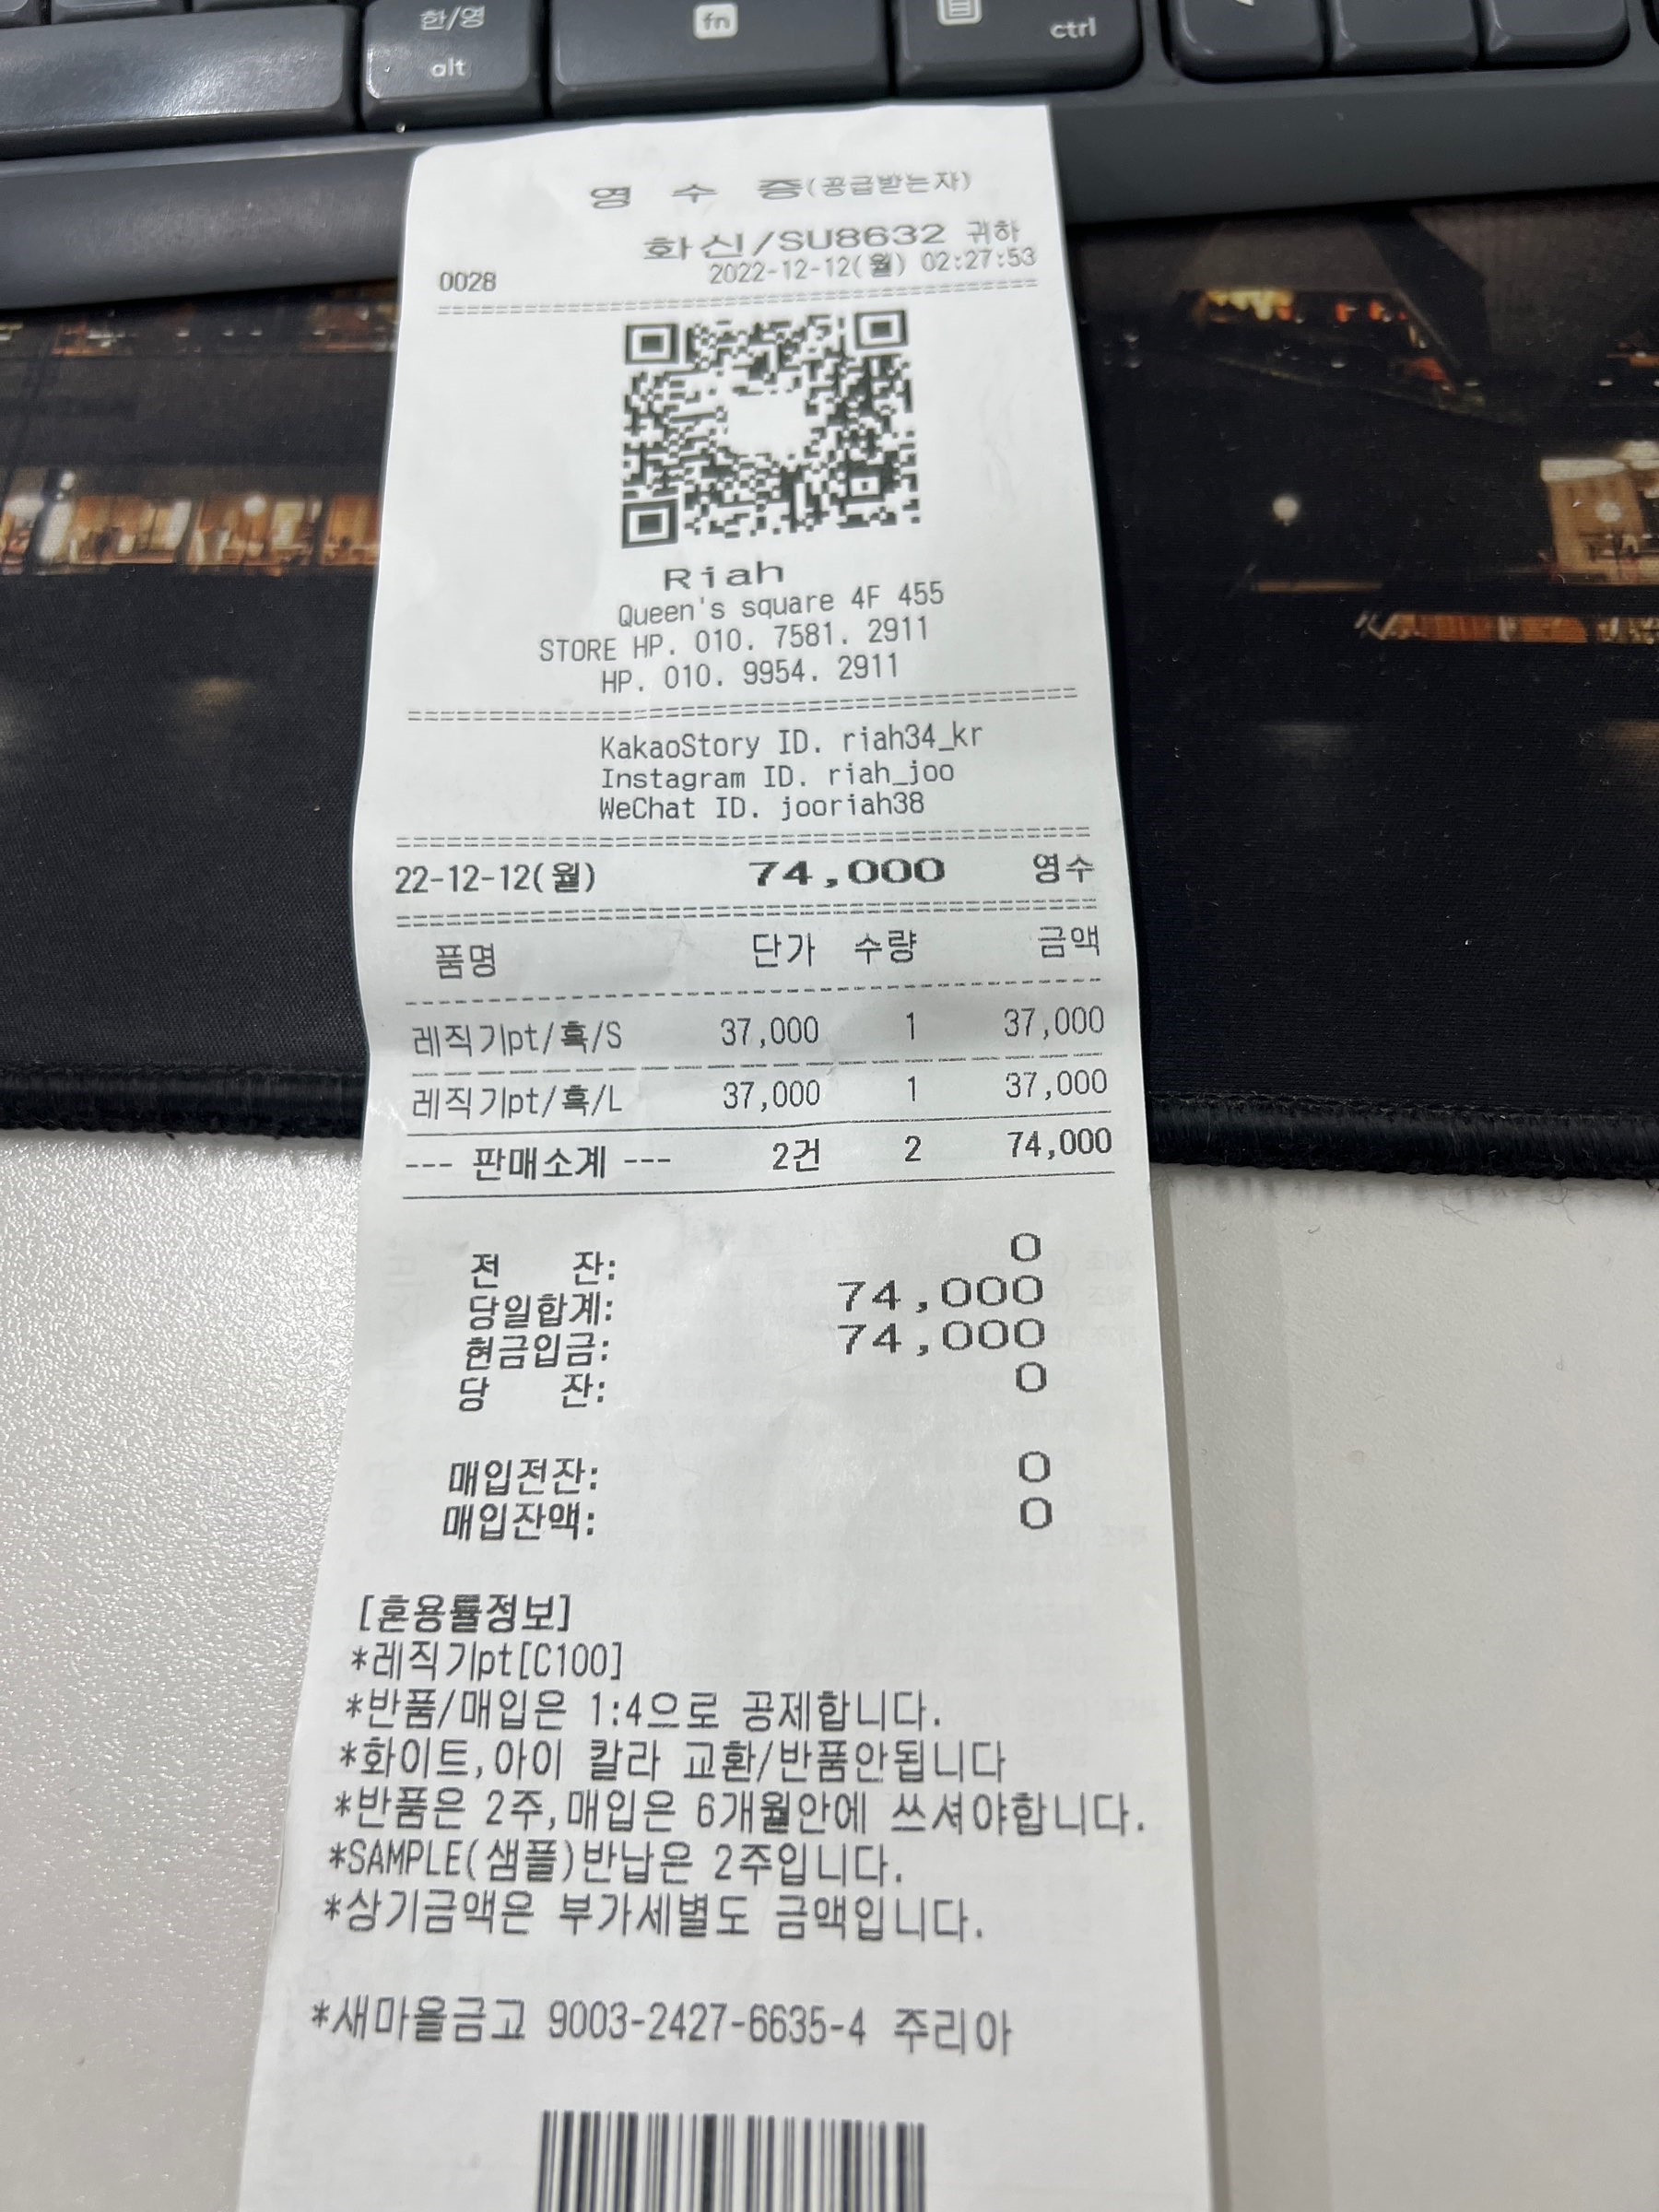 한/영
alt
fn
ctrl
영 수 증(공급받는자)
화신/SU8632 귀하
0028 2022-12-12(월) 02:27:53
Riah
Queen's square 4F 455
STORE HP. 010. 7581. 2911
HP. 010. 9954. 2911
KakaoStory ID. riah34_kr
Instagram ID. riah_joo
WeChat ID. jooriah38
22-12-12(월) 74,000 영수
품명 단가 수량 금액
레직기pt/흑/S 37,000 1 37,000
레직기pt/흑/L 37,000 1 37,000
--- 판매소계 --- 2건 2 74,000
전 잔: 0
당일합계: 74,000
현금입금: 74,000
당 잔: 0
매입전잔: 0
매입잔액: 0
[혼용률정보]
*레직기pt[C100]
*반품/매입은 1:4으로 공제합니다.
*화이트,아이 칼라 교환/반품안됩니다
*반품은 2주,매입은 6개월안에 쓰셔야합니다.
*SAMPLE(샘플)반납은 2주입니다.
*상기금액은 부가세별도 금액입니다.
*새마을금고 9003-2427-6635-4 주리아